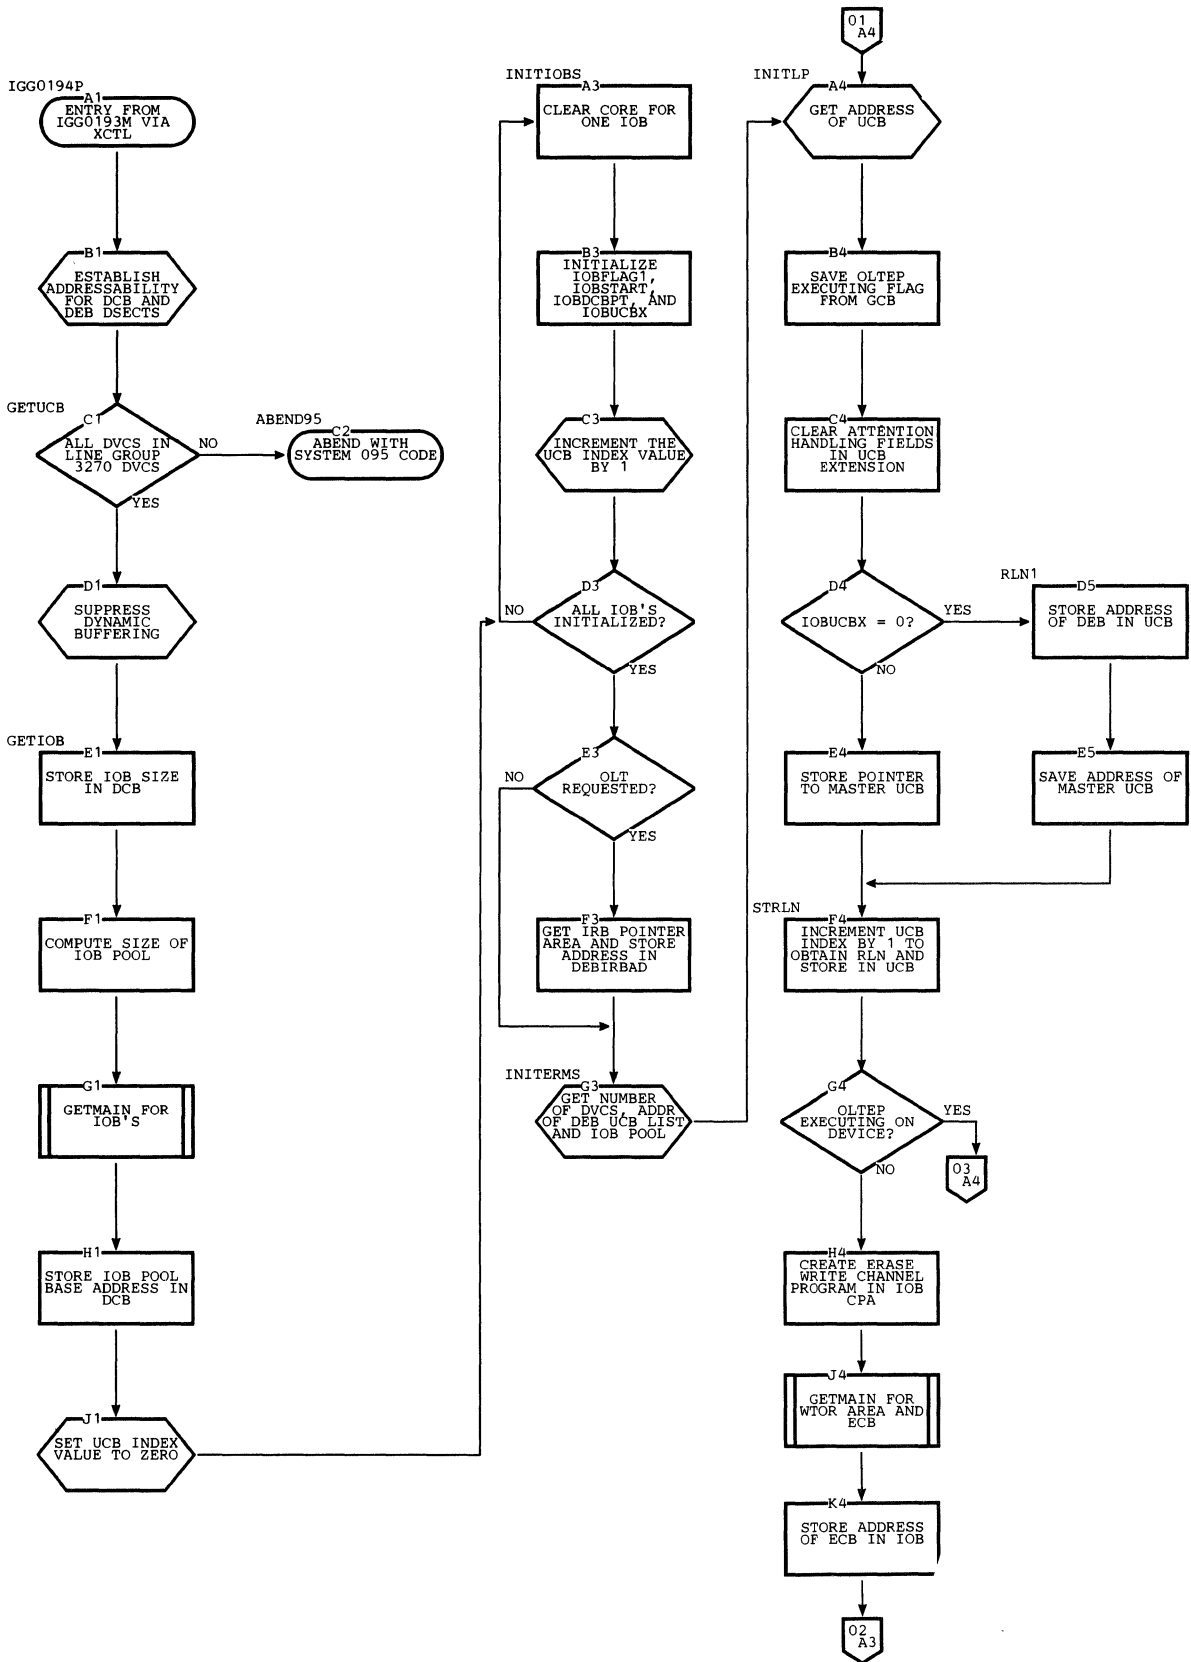 IGG0194P
A1
ENTRY FROM
IGG0193M VIA
XCTL
B1
ESTABLISH
ADDRESSABILITY
FOR DCB AND
DEB DSECTS
GETUCB
C1
ALL DVCS IN
LINE GROUP
3270 DVCS
NO
YES
ABEND95
C2
ABEND WITH
SYSTEM 095 CODE
D1
SUPPRESS
DYNAMIC
BUFFERING
GETIOB
E1
STORE IOB SIZE
IN DCB
F1
COMPUTE SIZE OF
IOB POOL
G1
GETMAIN FOR
IOB'S
H1
STORE IOB POOL
BASE ADDRESS IN
DCB
J1
SET UCB INDEX
VALUE TO ZERO
INITIOBS
A3
CLEAR CORE FOR
ONE IOB
B3
INITIALIZE
IOBFLAG1,
IOBSTART,
IOBDCBPT, AND
IOBUCBX
C3
INCREMENT THE
UCB INDEX VALUE
BY 1
D3
NO
ALL IOB'S
INITIALIZED?
YES
E3
NO
OLT
REQUESTED?
YES
F3
GET IRB POINTER
AREA AND STORE
ADDRESS IN
DEBIRBAD
INITERMS
G3
GET NUMBER
OF DVCS, ADDR
OF DEB UCB LIST
AND IOB POOL
01
A4
INITLP
A4
GET ADDRESS
OF UCB
B4
SAVE OLTEP
EXECUTING FLAG
FROM GCB
C4
CLEAR ATTENTION
HANDLING FIELDS
IN UCB
EXTENSION
D4
IOBUCBX = 0?
YES
NO
RLN1
D5
STORE ADDRESS
OF DEB IN UCB
E4
STORE POINTER
TO MASTER UCB
E5
SAVE ADDRESS OF
MASTER UCB
STRLN
F4
INCREMENT UCB
INDEX BY 1 TO
OBTAIN RLN AND
STORE IN UCB
G4
OLTEP
EXECUTING ON
DEVICE?
YES
NO
03
A4
H4
CREATE ERASE
WRITE CHANNEL
PROGRAM IN IOB
CPA
J4
GETMAIN FOR
WTOR AREA AND
ECB
K4
STORE ADDRESS
OF ECB IN IOB
02
A3